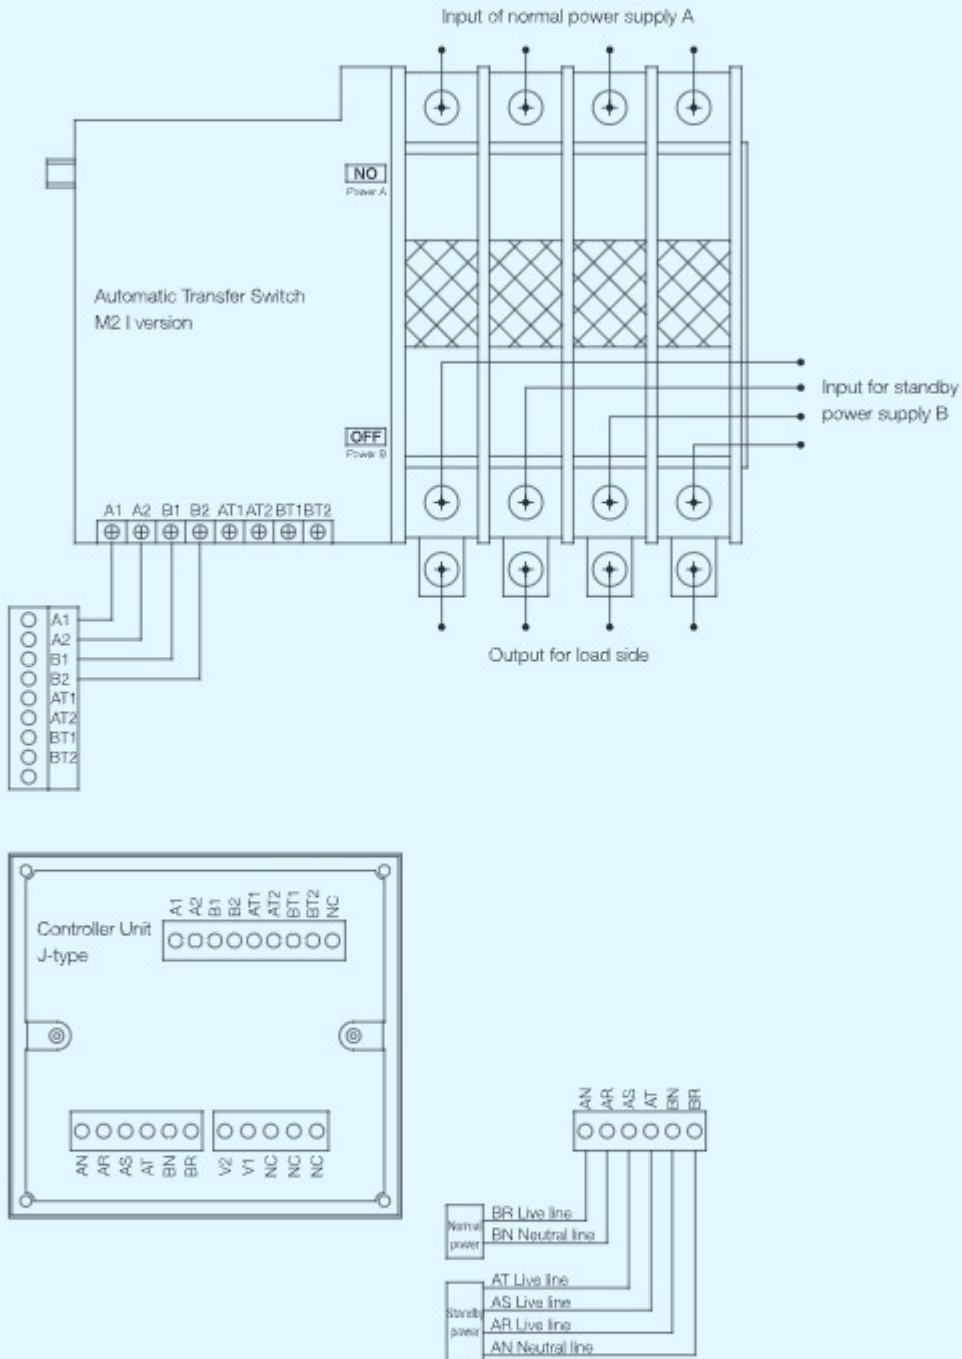 Input of normal power supply A
NO
Power A
Automatic Transfer Switch
M2 I version
Input for standby
power supply B
OFF
Power B
A1 A2 B1 B2 AT1 AT2 BT1 BT2
A1
A2
B1
B2
AT1
AT2
BT1
BT2
Output for load side
Controller Unit
J-type
A1 A2 B1 B2 AT1 AT2 BT1 BT2 NC
AN AR AS AT BN BR
V2 V1 NC NC NC
AN AR AS AT BN BR
Normal
power
BR Live line
BN Neutral line
Standby
power
AT Live line
AS Live line
AR Live line
AN Neutral line